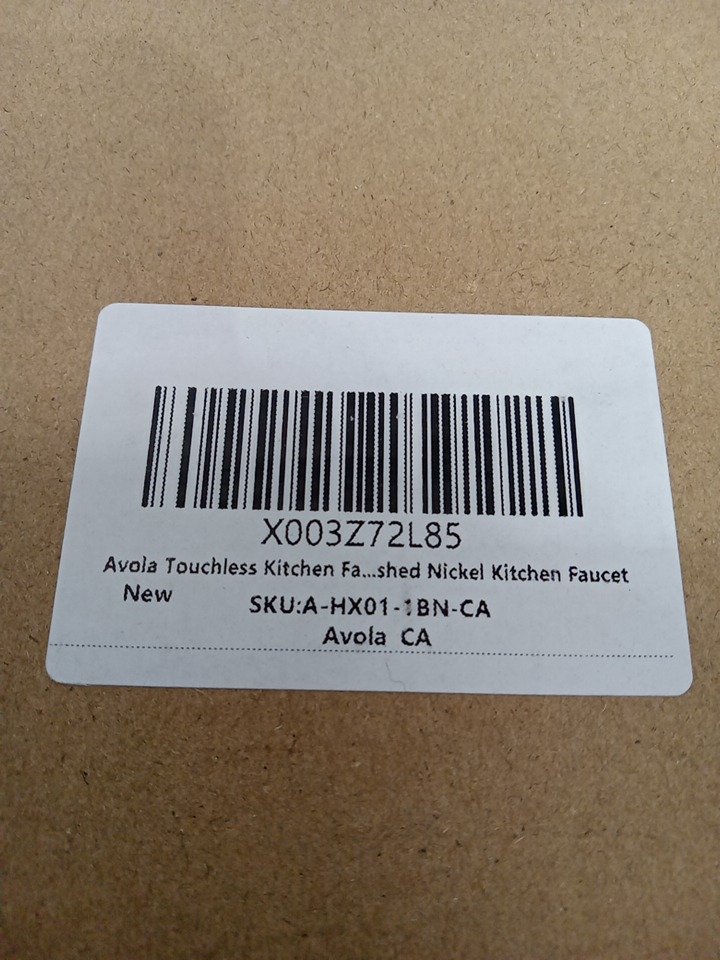 X003Z72L85
Avola Touchless Kitchen Fa...shed Nickel Kitchen Faucet
New
SKU:A-HX01-1BN-CA
Avola CA